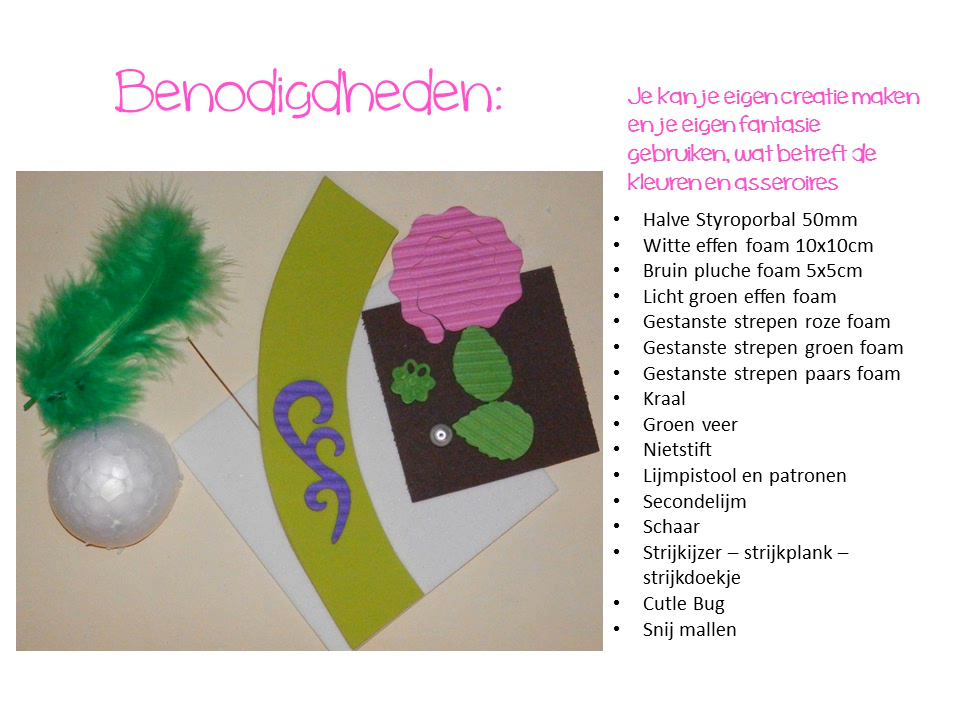 Benodigdheden:
Je kan je eigen creatie maken
en je eigen fantasie
gebruiken, wat betreft de
kleuren en asseroires
• Halve Styroporbal 50mm
• Witte effen foam 10x10cm
• Bruin pluche foam 5x5cm
• Licht groen effen foam
• Gestanste strepen roze foam
• Gestanste strepen groen foam
• Gestanste strepen paars foam
• Kraal
• Groen veer
• Nietstift
• Lijmpistool en patronen
• Secondelijm
• Schaar
• Strijkijzer – strijkplank –
strijkdoekje
• Cutle Bug
• Snij mallen